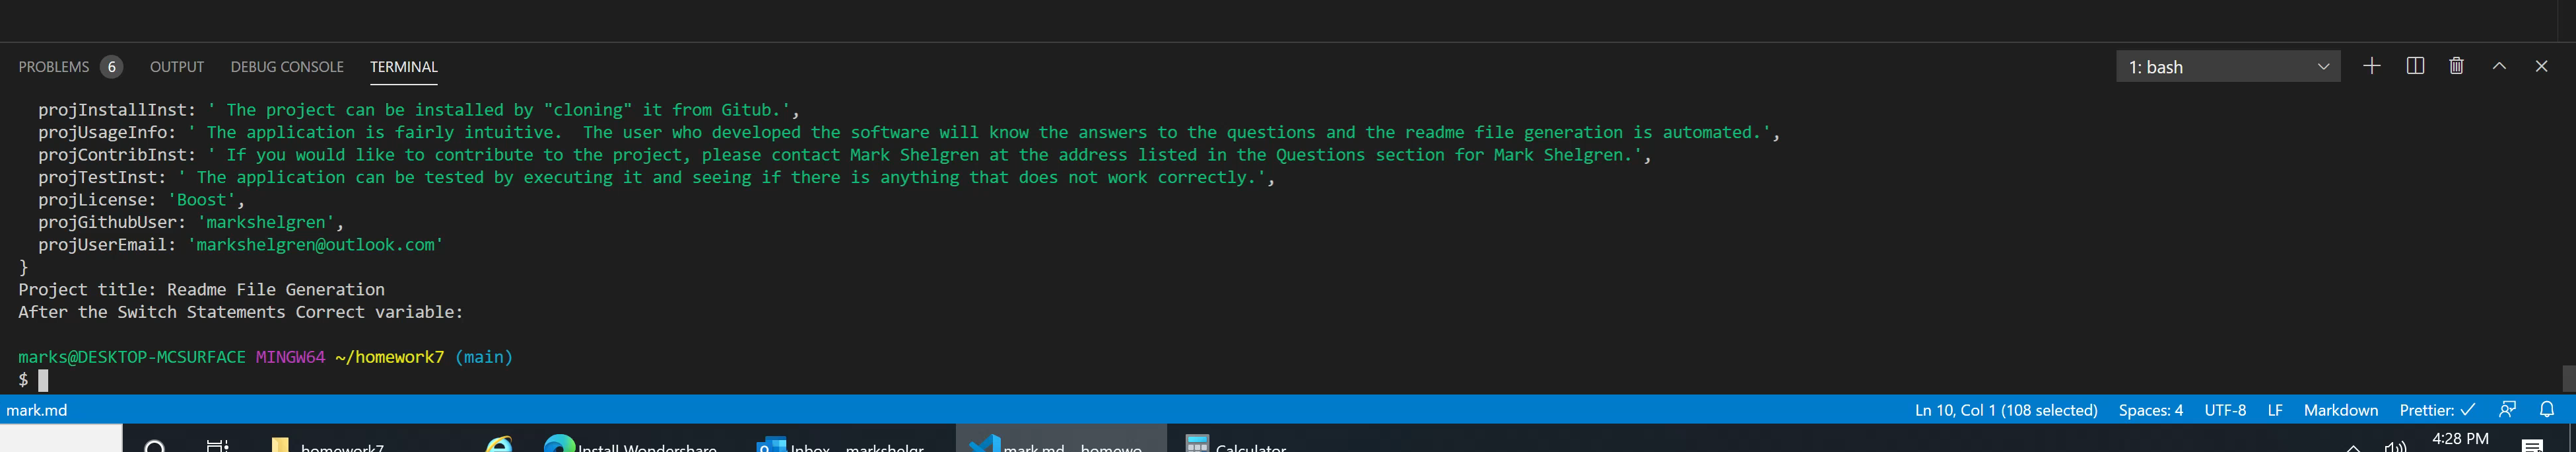 PROBLEMS 6 OUTPUT DEBUG CONSOLE TERMINAL 1: bash
projInstallInst: ' The project can be installed by "cloning" it from Gitub.',
projUsageInfo: ' The application is fairly intuitive.  The user who developed the software will know the answers to the questions and the readme file generation is automated.',
projContribInst: ' If you would like to contribute to the project, please contact Mark Shelgren at the address listed in the Questions section for Mark Shelgren.',
projTestInst: ' The application can be tested by executing it and seeing if there is anything that does not work correctly.',
projLicense: 'Boost',
projGithubUser: 'markshelgren',
projUserEmail: 'markshelgren@outlook.com'
}
Project title: Readme File Generation
After the Switch Statements Correct variable:
marks@DESKTOP-MCSURFACE MINGW64 ~/homework7 (main)
$
mark.md Ln 10, Col 1 (108 selected) Spaces: 4 UTF-8 LF Markdown Prettier: ✓
homework7 Install Wondershare Inbox - markshelgr mark.md - homewo Calculator 4:28 PM